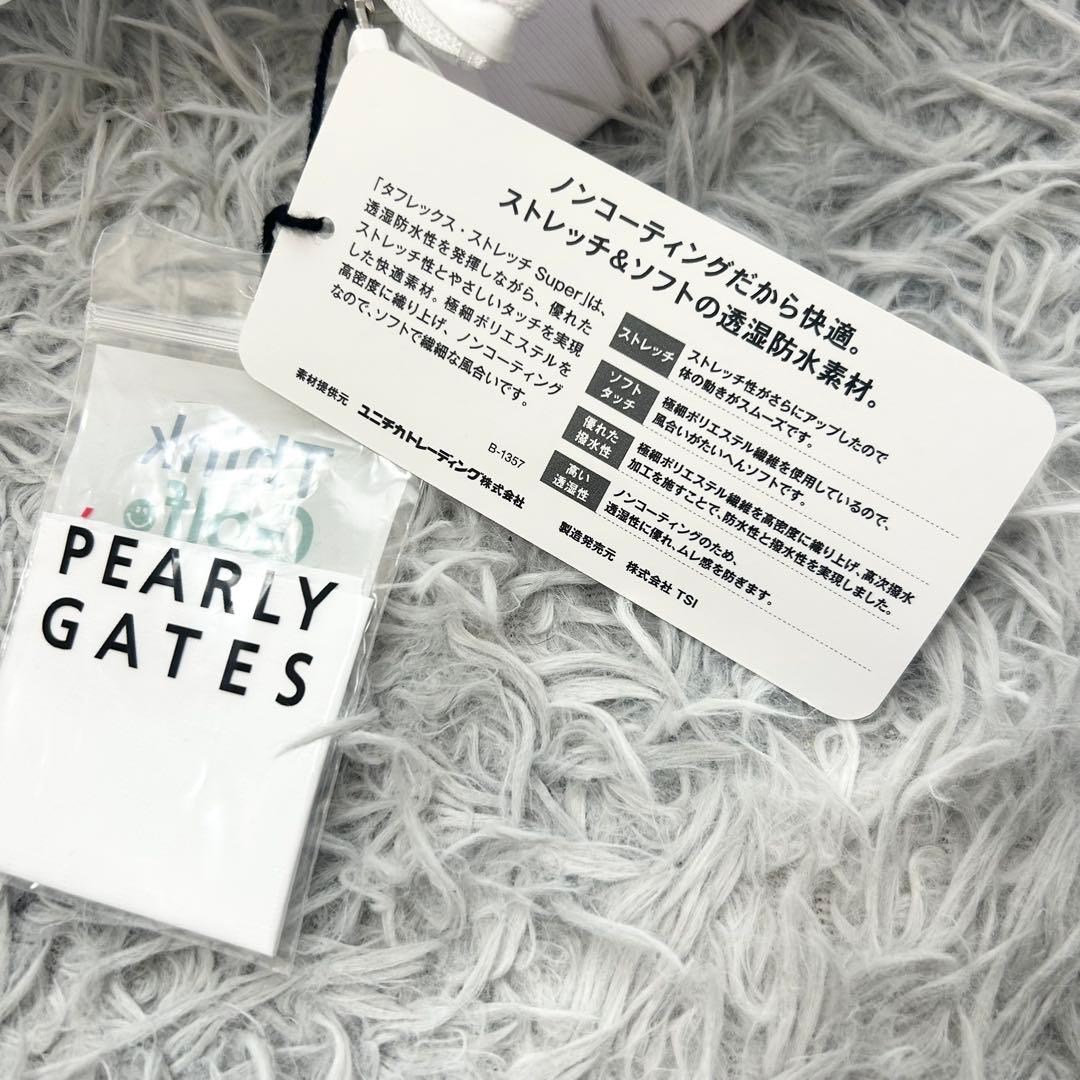 ノンコーティングだから快適。
ストレッチ&ソフトの透湿防水素材。
「タフレックス・ストレッチ Super」は、
透湿防水性を発揮しながら、優れた
ストレッチ性とやさしいタッチを実現
した快適素材。極細ポリエステルを
高密度に織り上げ、ノンコーティング
なので、ソフトで繊細な風合いです。
素材提供元 ユニチカトレーディング株式会社
B-1357
ストレッチ
ストレッチ性がさらにアップしたので
体の動きがスムーズです。
ソフト
タッチ
極細ポリエステル繊維を使用しているので、
風合いがたいへんソフトです。
優れた
撥水性
極細ポリエステル繊維を高密度に織り上げ、高次撥水
加工を施すことで、防水性と撥水性を実現しました。
高い
透湿性
ノンコーティングのため、
透湿性に優れ、ムレ感を防ぎます。
製造発売元 株式会社 TSI
PEARLY
GATES